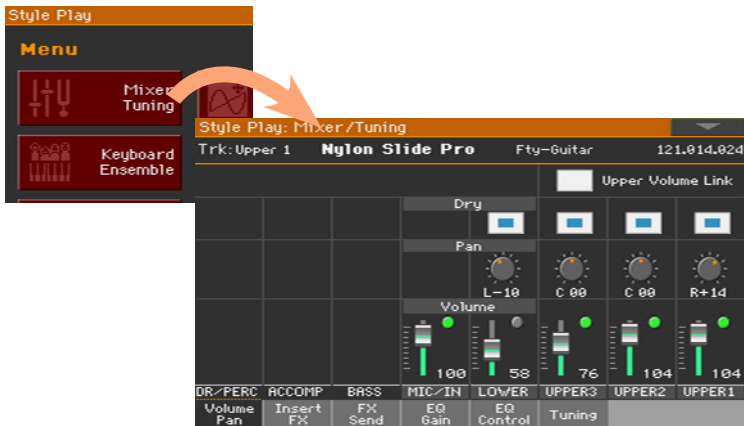 Style Play
Menu
Mixer
Tuning
Keyboard
Ensemble
Style Play: Mixer/Tuning
Trk:Upper 1 Nylon Slide Pro Fty-Guitar 121.014.024
Upper Volume Link
Dry
Pan
L-10 C 00 C 00 R+14
Volume
100 58 76 104 104
DR/PERC ACCOMP BASS MIC/IN LOWER UPPER3 UPPER2 UPPER1
Volume Pan Insert FX FX Send EQ Gain EQ Control Tuning